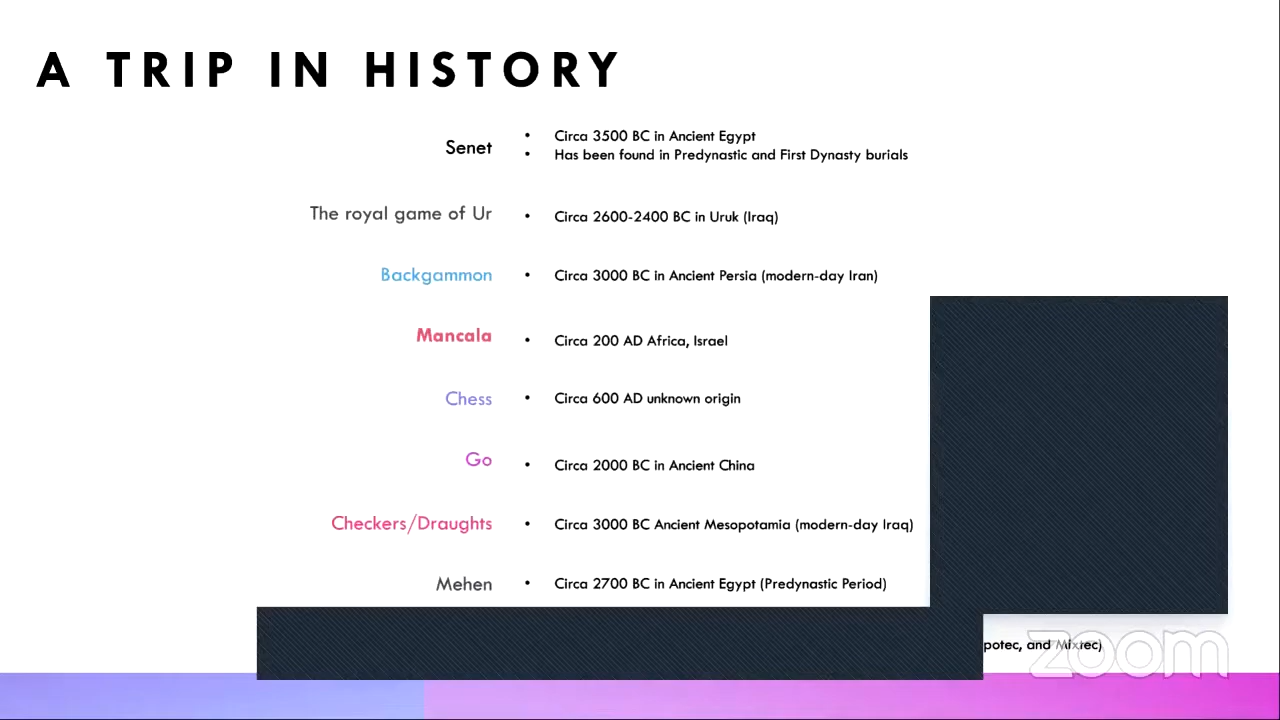 A TRIP IN HISTORY
Senet
• Circa 3500 BC in Ancient Egypt
• Has been found in Predynastic and First Dynasty burials
The royal game of Ur
• Circa 2600-2400 BC in Uruk (Iraq)
Backgammon
• Circa 3000 BC in Ancient Persia (modern-day Iran)
Mancala
• Circa 200 AD Africa, Israel
Chess
• Circa 600 AD unknown origin
Go
• Circa 2000 BC in Ancient China
Checkers/Draughts
• Circa 3000 BC Ancient Mesopotamia (modern-day Iraq)
Mehen
• Circa 2700 BC in Ancient Egypt (Predynastic Period)
potec, and Mixtec)
zoom